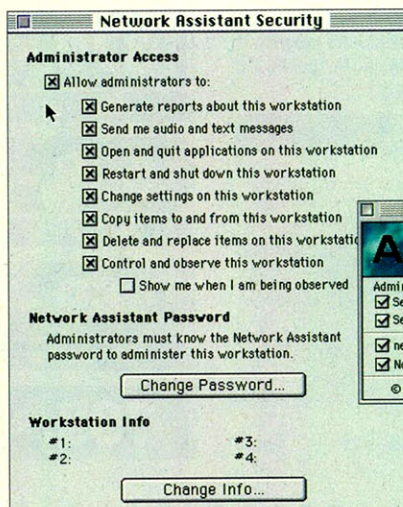 Network Assistant Security
Administrator Access
Allow administrators to:
Generate reports about this workstation
Send me audio and text messages
Open and quit applications on this workstation
Restart and shut down this workstation
Change settings on this workstation
Copy items to and from this workstation
Delete and replace items on this workstatio
Control and observe this workstation
Show me when I am being observed
Network Assistant Password
Administrators must know the Network Assistant
password to administer this workstation.
Change Password...
Workstation Info
#1:
#2:
#3:
#4:
Change Info...
A
Admin
Se
Se
ne
Ne
©